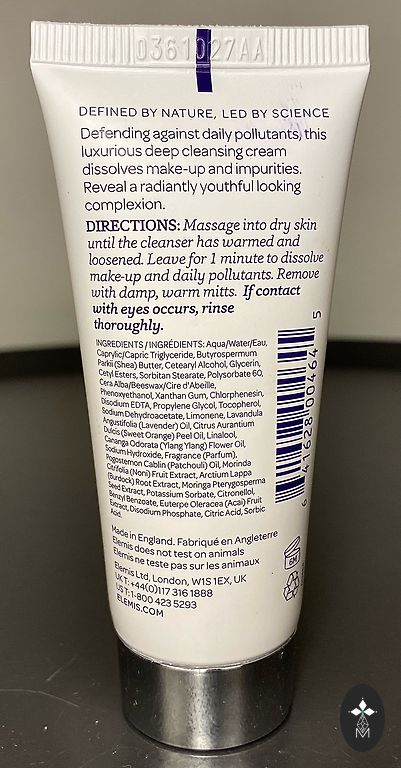 0361027AA
DEFINED BY NATURE, LED BY SCIENCE
Defending against daily pollutants, this
luxurious deep cleansing cream
dissolves make-up and impurities.
Reveal a radiantly youthful looking
complexion.
DIRECTIONS: Massage into dry skin
until the cleanser has warmed and
loosened. Leave for 1 minute to dissolve
make-up and daily pollutants. Remove
with damp, warm mitts. If contact
with eyes occurs, rinse
thoroughly.
INGREDIENTS/INGRÉDIENTS: Aqua/Water/Eau,
Caprylic/Capric Triglyceride, Butyrospermum
Parkii (Shea) Butter, Cetearyl Alcohol, Glycerin,
Cetyl Esters, Sorbitan Stearate, Polysorbate 60,
Cera Alba/Beeswax/Cire d'Abeille,
Phenoxyethanol, Xanthan Gum, Chlorphenesin,
Disodium EDTA, Propylene Glycol, Tocopherol,
Sodium Dehydroacetate, Limonene, Lavandula
Angustifolia (Lavender) Oil, Citrus Aurantium
Dulcis (Sweet Orange) Peel Oil, Linalool,
Cananga Odorata (Ylang Ylang) Flower Oil,
Sodium Hydroxide, Fragrance (Parfum),
Pogostemon Cablin (Patchouli) Oil, Morinda
Citrifolia (Noni) Fruit Extract, Arctium Lappa
(Burdock) Root Extract, Moringa Pterygosperma
Seed Extract, Potassium Sorbate, Citronellol,
Benzyl Benzoate, Euterpe Oleracea (Acai) Fruit
Extract, Disodium Phosphate, Citric Acid, Sorbic
Acid.
6 41628 00464 5
Made in England. Fabriqué en Angleterre
Elemis does not test on animals
Elemis ne teste pas sur les animaux
Elemis Ltd, London, W1S 1EX, UK
UK T: +44(0)117 316 1888
US T: 1-800 423 5293
ELEMIS.COM